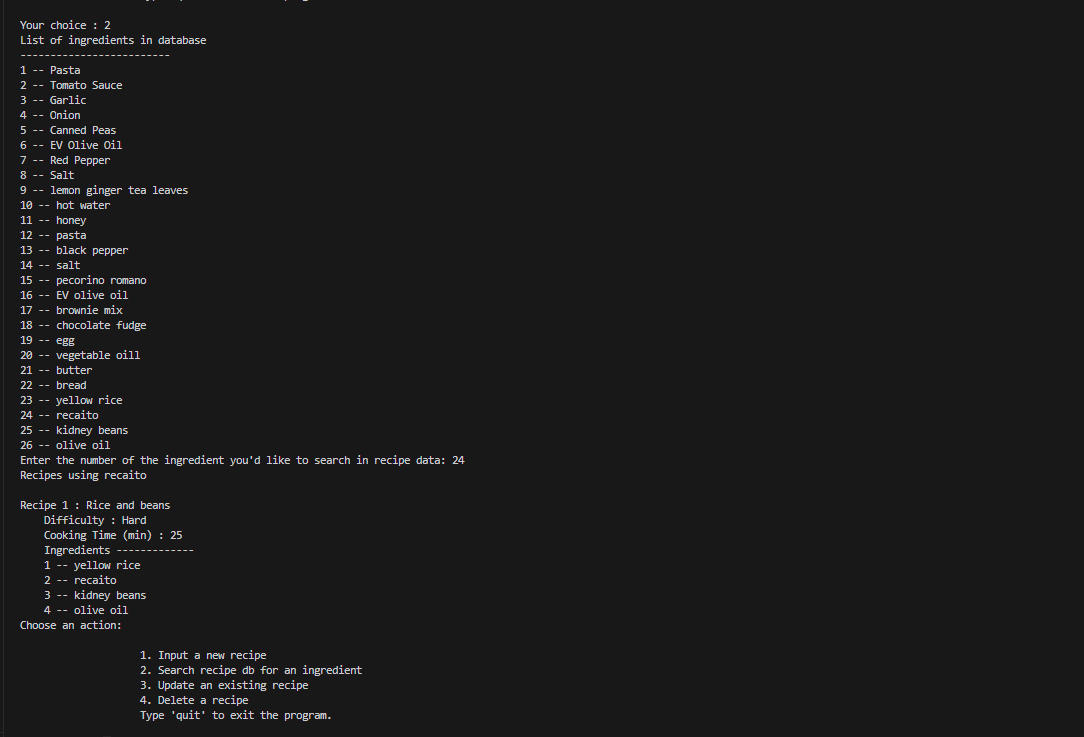 Your choice : 2
List of ingredients in database
-------------------------
1 -- Pasta
2 -- Tomato Sauce
3 -- Garlic
4 -- Onion
5 -- Canned Peas
6 -- EV Olive Oil
7 -- Red Pepper
8 -- Salt
9 -- lemon ginger tea leaves
10 -- hot water
11 -- honey
12 -- pasta
13 -- black pepper
14 -- salt
15 -- pecorino romano
16 -- EV olive oil
17 -- brownie mix
18 -- chocolate fudge
19 -- egg
20 -- vegetable oill
21 -- butter
22 -- bread
23 -- yellow rice
24 -- recaito
25 -- kidney beans
26 -- olive oil
Enter the number of the ingredient you'd like to search in recipe data: 24
Recipes using recaito
Recipe 1 : Rice and beans
Difficulty : Hard
Cooking Time (min) : 25
Ingredients -------------
1 -- yellow rice
2 -- recaito
3 -- kidney beans
4 -- olive oil
Choose an action:
1. Input a new recipe
2. Search recipe db for an ingredient
3. Update an existing recipe
4. Delete a recipe
Type 'quit' to exit the program.